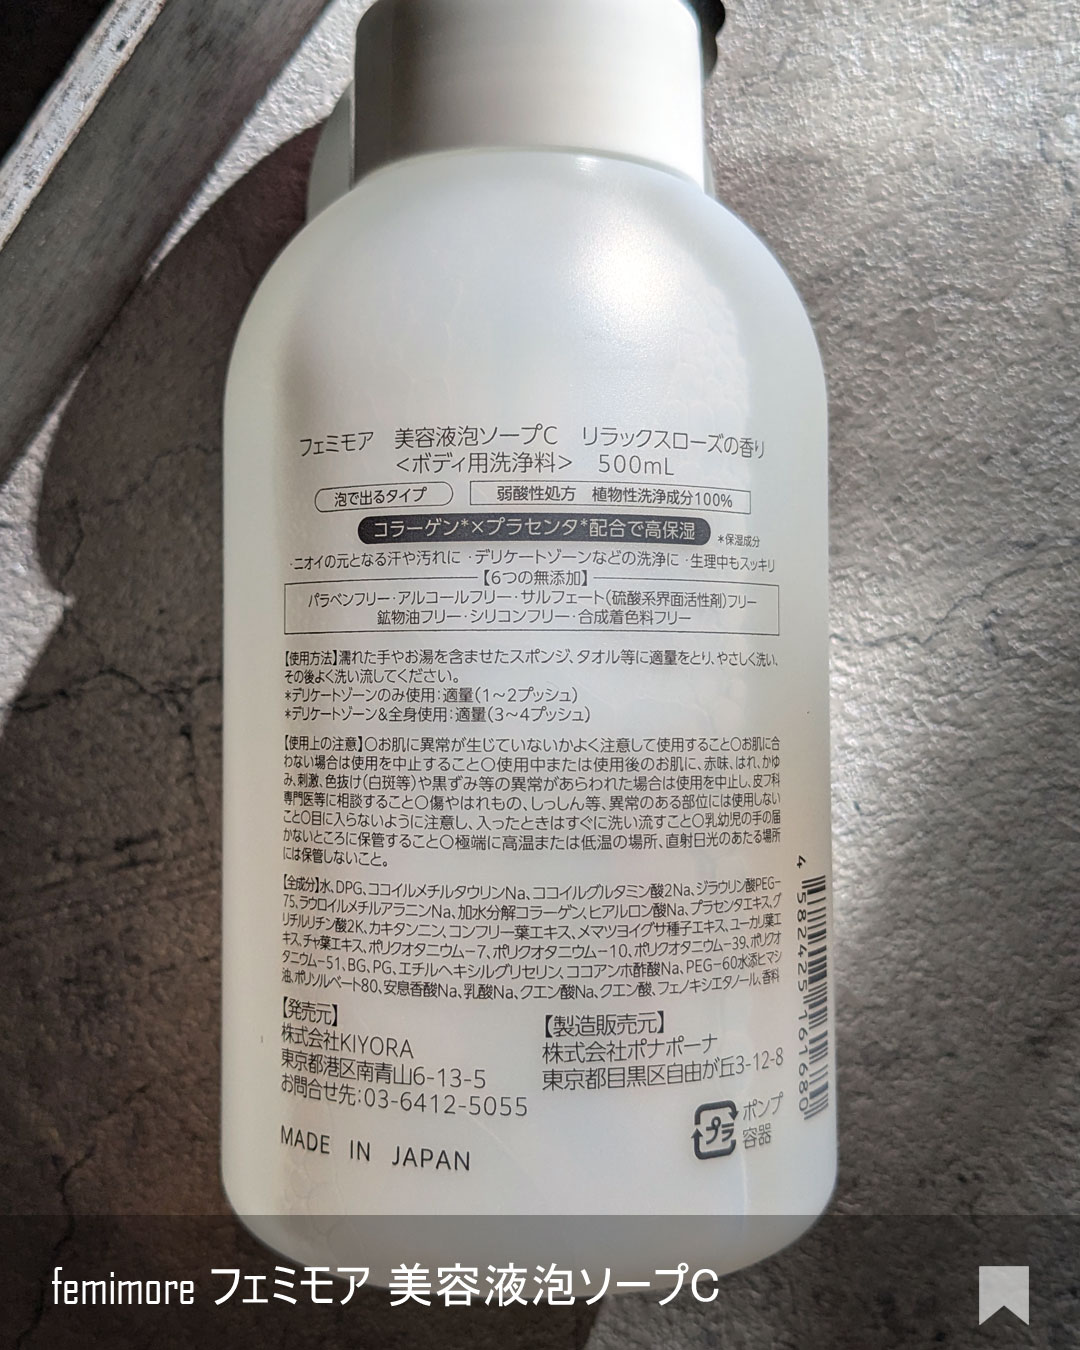 フェミモア 美容液泡ソープC リラックスローズの香り
<ボディ用洗浄料> 500mL
泡で出るタイプ 弱酸性処方 植物性洗浄成分100%
コラーゲン*×プラセンタ*配合で高保湿 *保湿成分
・ニオイの元となる汗や汚れに ・デリケートゾーンなどの洗浄に ・生理中もスッキリ
【6つの無添加】
パラベンフリー・アルコールフリー・サルフェート(硫酸系界面活性剤)フリー
鉱物油フリー・シリコンフリー・合成着色料フリー
【使用方法】濡れた手やお湯を含ませたスポンジ、タオル等に適量をとり、やさしく洗い、
その後よく洗い流してください。
*デリケートゾーンのみ使用:適量(1〜2プッシュ)
*デリケートゾーン&全身使用:適量(3〜4プッシュ)
【使用上の注意】○お肌に異常が生じていないかよく注意して使用すること○お肌に合
わない場合は使用を中止すること○使用中または使用後のお肌に、赤味、はれ、かゆ
み、刺激、色抜け(白斑等)や黒ずみ等の異常があらわれた場合は使用を中止し、皮フ科
専門医等に相談すること○傷やはれもの、しっしん等、異常のある部位には使用しない
こと○目に入らないように注意し、入ったときはすぐに洗い流すこと○乳幼児の手の届
かないところに保管すること○極端に高温または低温の場所、直射日光のあたる場所
には保管しないこと。
【全成分】水、DPG、ココイルメチルタウリンNa、ココイルグルタミン酸2Na、ジラウリン酸PEG-
75、ラウロイルメチルアラニンNa、加水分解コラーゲン、ヒアルロン酸Na、プラセンタエキス、グ
リチルリチン酸2K、カキタンニン、コンフリー葉エキス、メマツヨイグサ種子エキス、ユーカリ葉エ
キス、チャ葉エキス、ポリクオタニウム-7、ポリクオタニウム-10、ポリクオタニウム-39、ポリクオ
タニウム-51、BG、PG、エチルヘキシルグリセリン、ココアンホ酢酸Na、PEG-60水添ヒマシ
油、ポリソルベート80、安息香酸Na、乳酸Na、クエン酸Na、クエン酸、フェノキシエタノール、香料
【発売元】
株式会社KIYORA
東京都港区南青山6-13-5
お問合せ先:03-6412-5055
【製造販売元】
株式会社ポナポーナ
東京都目黒区自由が丘3-12-8
MADE IN JAPAN
プラ
ポンプ
容器
4 582425 161680
femimore フェミモア 美容液泡ソープC